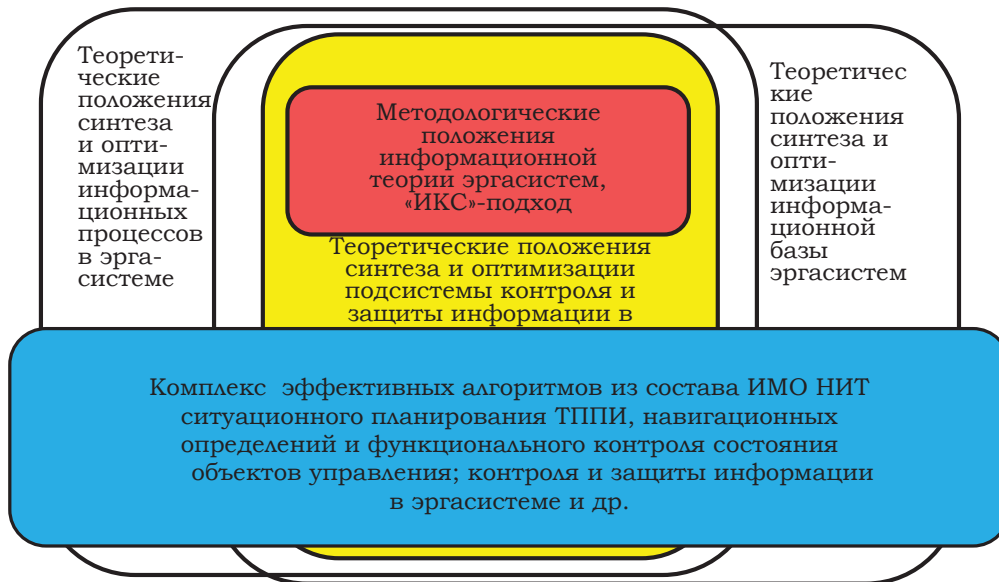 Теорети-
ческие
положения
синтеза
и опти-
мизации
информа-
ционных
процессов
в эрга-
системе
Методологические
положения
информационной
теории эргасистем,
«ИКС»-подход
Теоретические положения
синтеза и оптимизации
подсистемы контроля и
защиты информации в
Теоретичес
кие
положения
синтеза и
опти-
мизации
информа-
ционной
базы
эргасистем
Комплекс эффективных алгоритмов из состава ИМО НИТ
ситуационного планирования ТППИ, навигационных
определений и функционального контроля состояния
объектов управления; контроля и защиты информации
в эргасистеме и др.